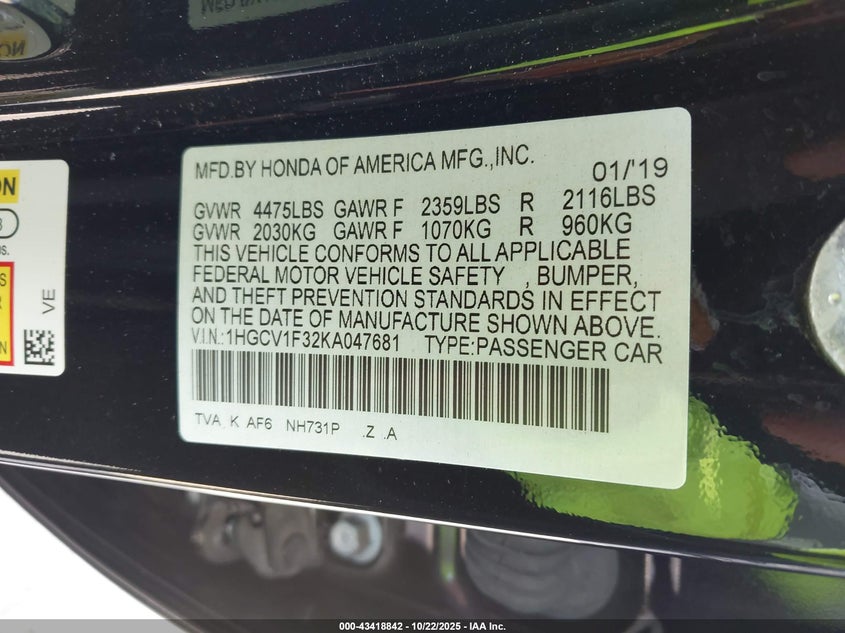 MFD.BY HONDA OF AMERICA MFG.,INC. 01/'19
GVWR 4475LBS GAWR F 2359LBS R 2116LBS
GVWR 2030KG GAWR F 1070KG R 960KG
THIS VEHICLE CONFORMS TO ALL APPLICABLE
FEDERAL MOTOR VEHICLE SAFETY , BUMPER,
AND THEFT PREVENTION STANDARDS IN EFFECT
ON THE DATE OF MANUFACTURE SHOWN ABOVE.
V.I.N.:1HGCV1F32KA047681 TYPE:PASSENGER CAR
TVA K AF6 NH731P .Z .A
VE
000-43418842 - 10/22/2025 - IAA Inc.